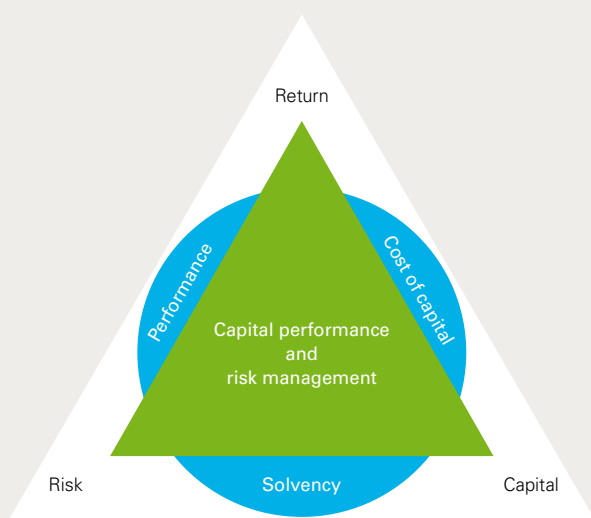 Return
Performance
Cost of capital
Capital performance
and
risk management
Risk
Solvency
Capital